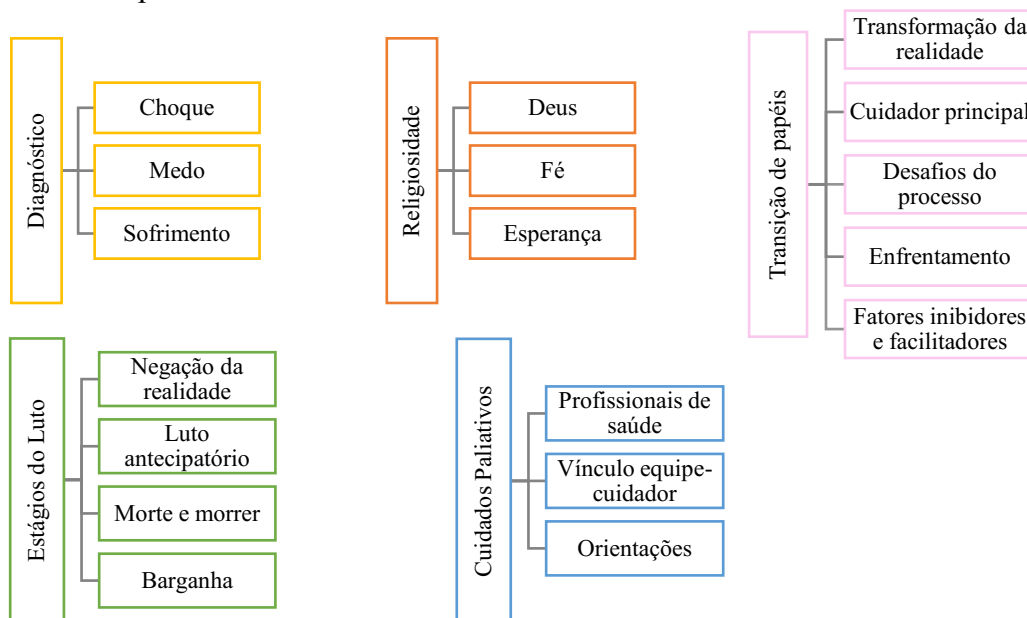 Diagnóstico
Choque
Medo
Sofrimento
Religiosidade
Deus
Fé
Esperança
Transição de papéis
Transformação da
realidade
Cuidador principal
Desafios do
processo
Enfrentamento
Fatores inibidores
e facilitadores
Estágios do Luto
Negação da
realidade
Luto
antecipatório
Morte e morrer
Barganha
Cuidados Paliativos
Profissionais de
saúde
Vínculo equipe-
cuidador
Orientações